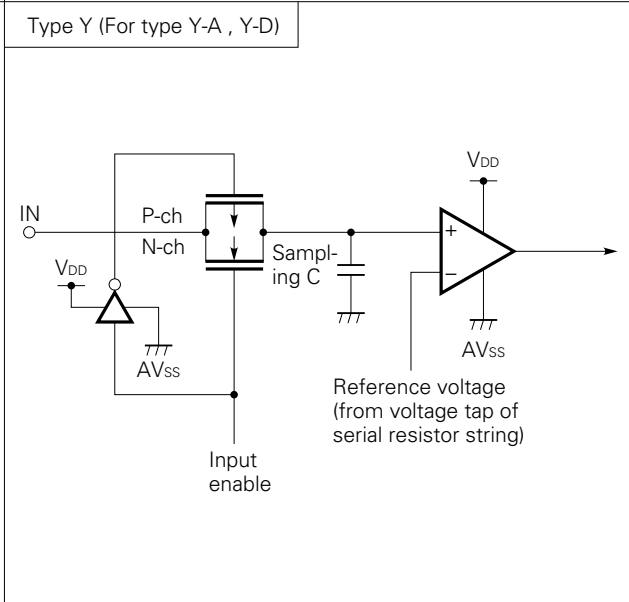 Type Y (For type Y-A , Y-D)
VDD
IN
P-ch
N-ch
+
Sampl-
ing C
−
VDD
AVSS
AVSS
Reference voltage
(from voltage tap of
serial resistor string)
Input
enable